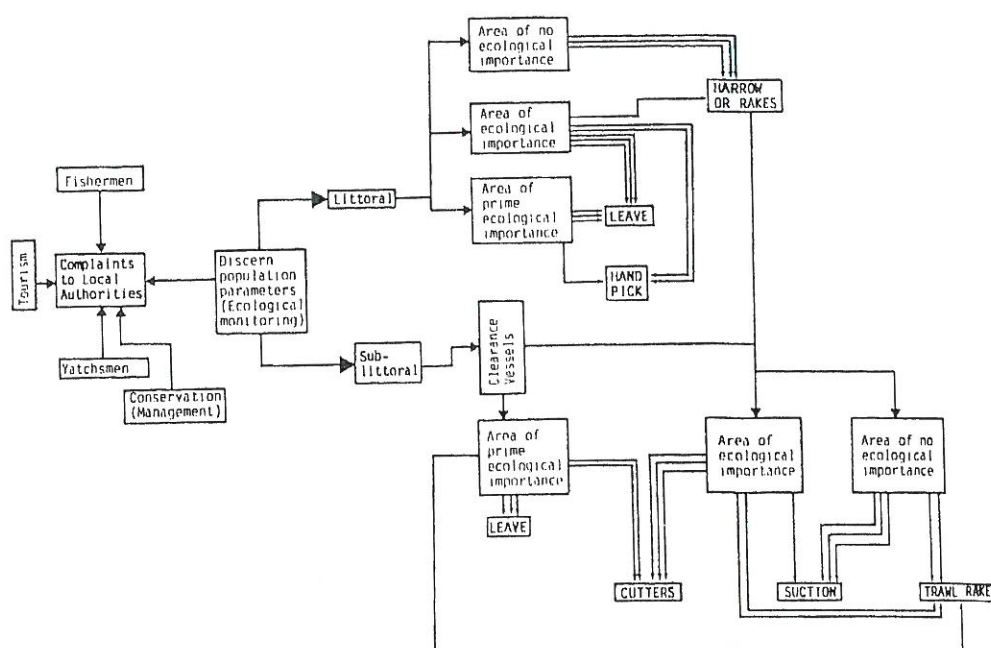 Area of no
ecological
importance
HARROW
OR RAKES
Area of
ecological
importance
Fishermen
Littoral
Area of
prime
ecological
importance
LEAVE
Tourism
Complaints
to Local
Authorities
Discern
population
parameters
(Ecological
monitoring)
HAND
PICK
Yatchsmen
Conservation
(Management)
Sub-
littoral
Clearance
Vessels
Area of
prime
ecological
importance
Area of
ecological
importance
Area of no
ecological
importance
LEAVE
CUTTERS
SUCTION
TRAWL RAKE